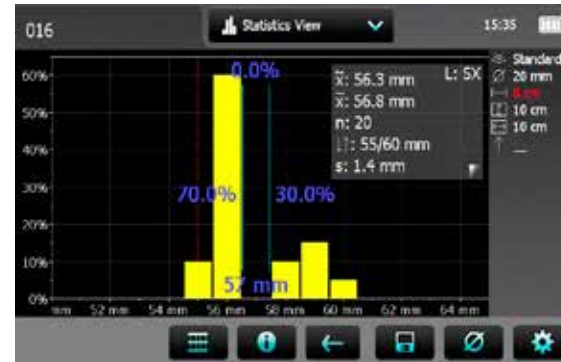 016
Statistics View
15:35
60%
50%
40%
30%
20%
10%
0%
0.0%
70.0%
30.0%
57 mm
x̃: 56.3 mm
x̄: 56.8 mm
n: 20
↓↑: 55/60 mm
s: 1.4 mm
L: SX
Standard
Ø 20 mm
10 cm
10 cm
mm 52 mm 54 mm 56 mm 58 mm 60 mm 62 mm 64 mm